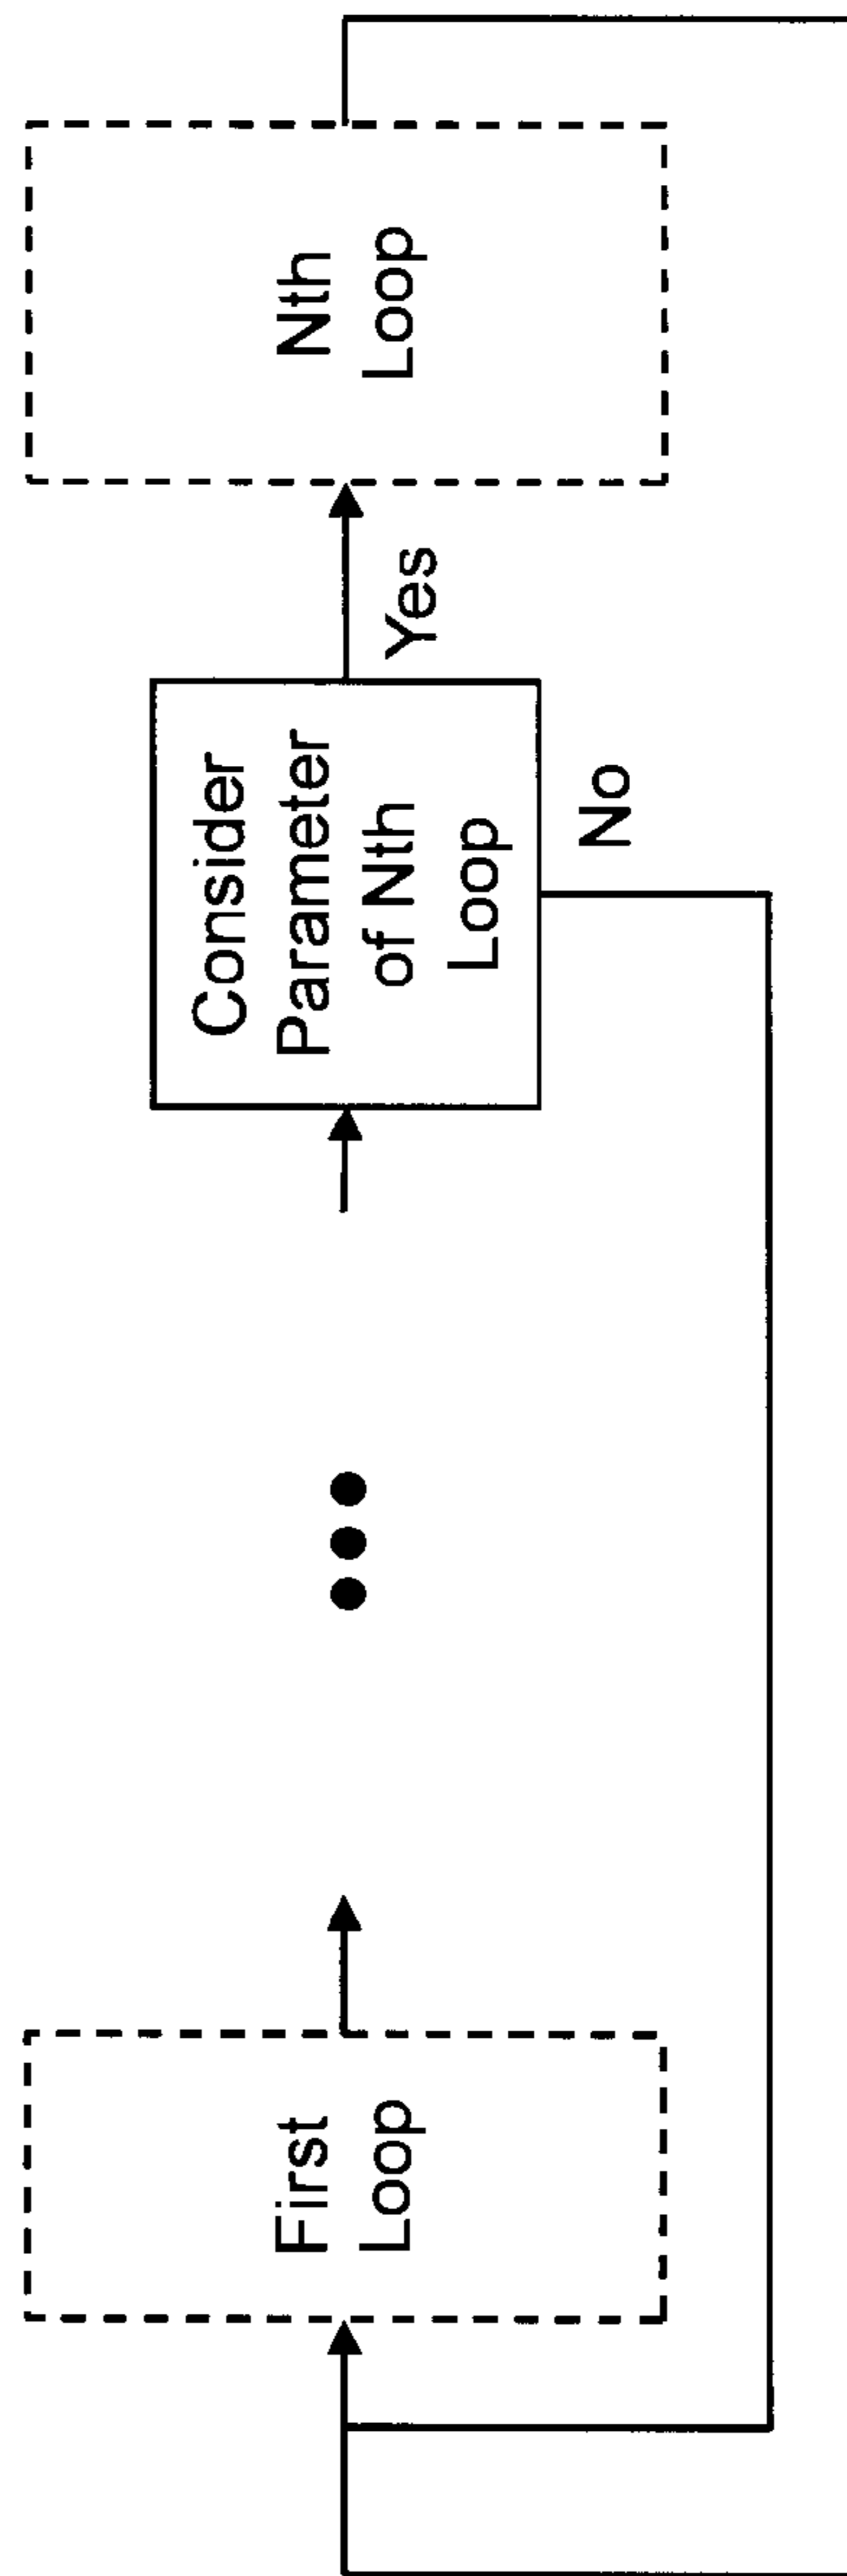 First
Loop
Consider
Parameter
of Nth
Loop
Yes
No
Nth
Loop